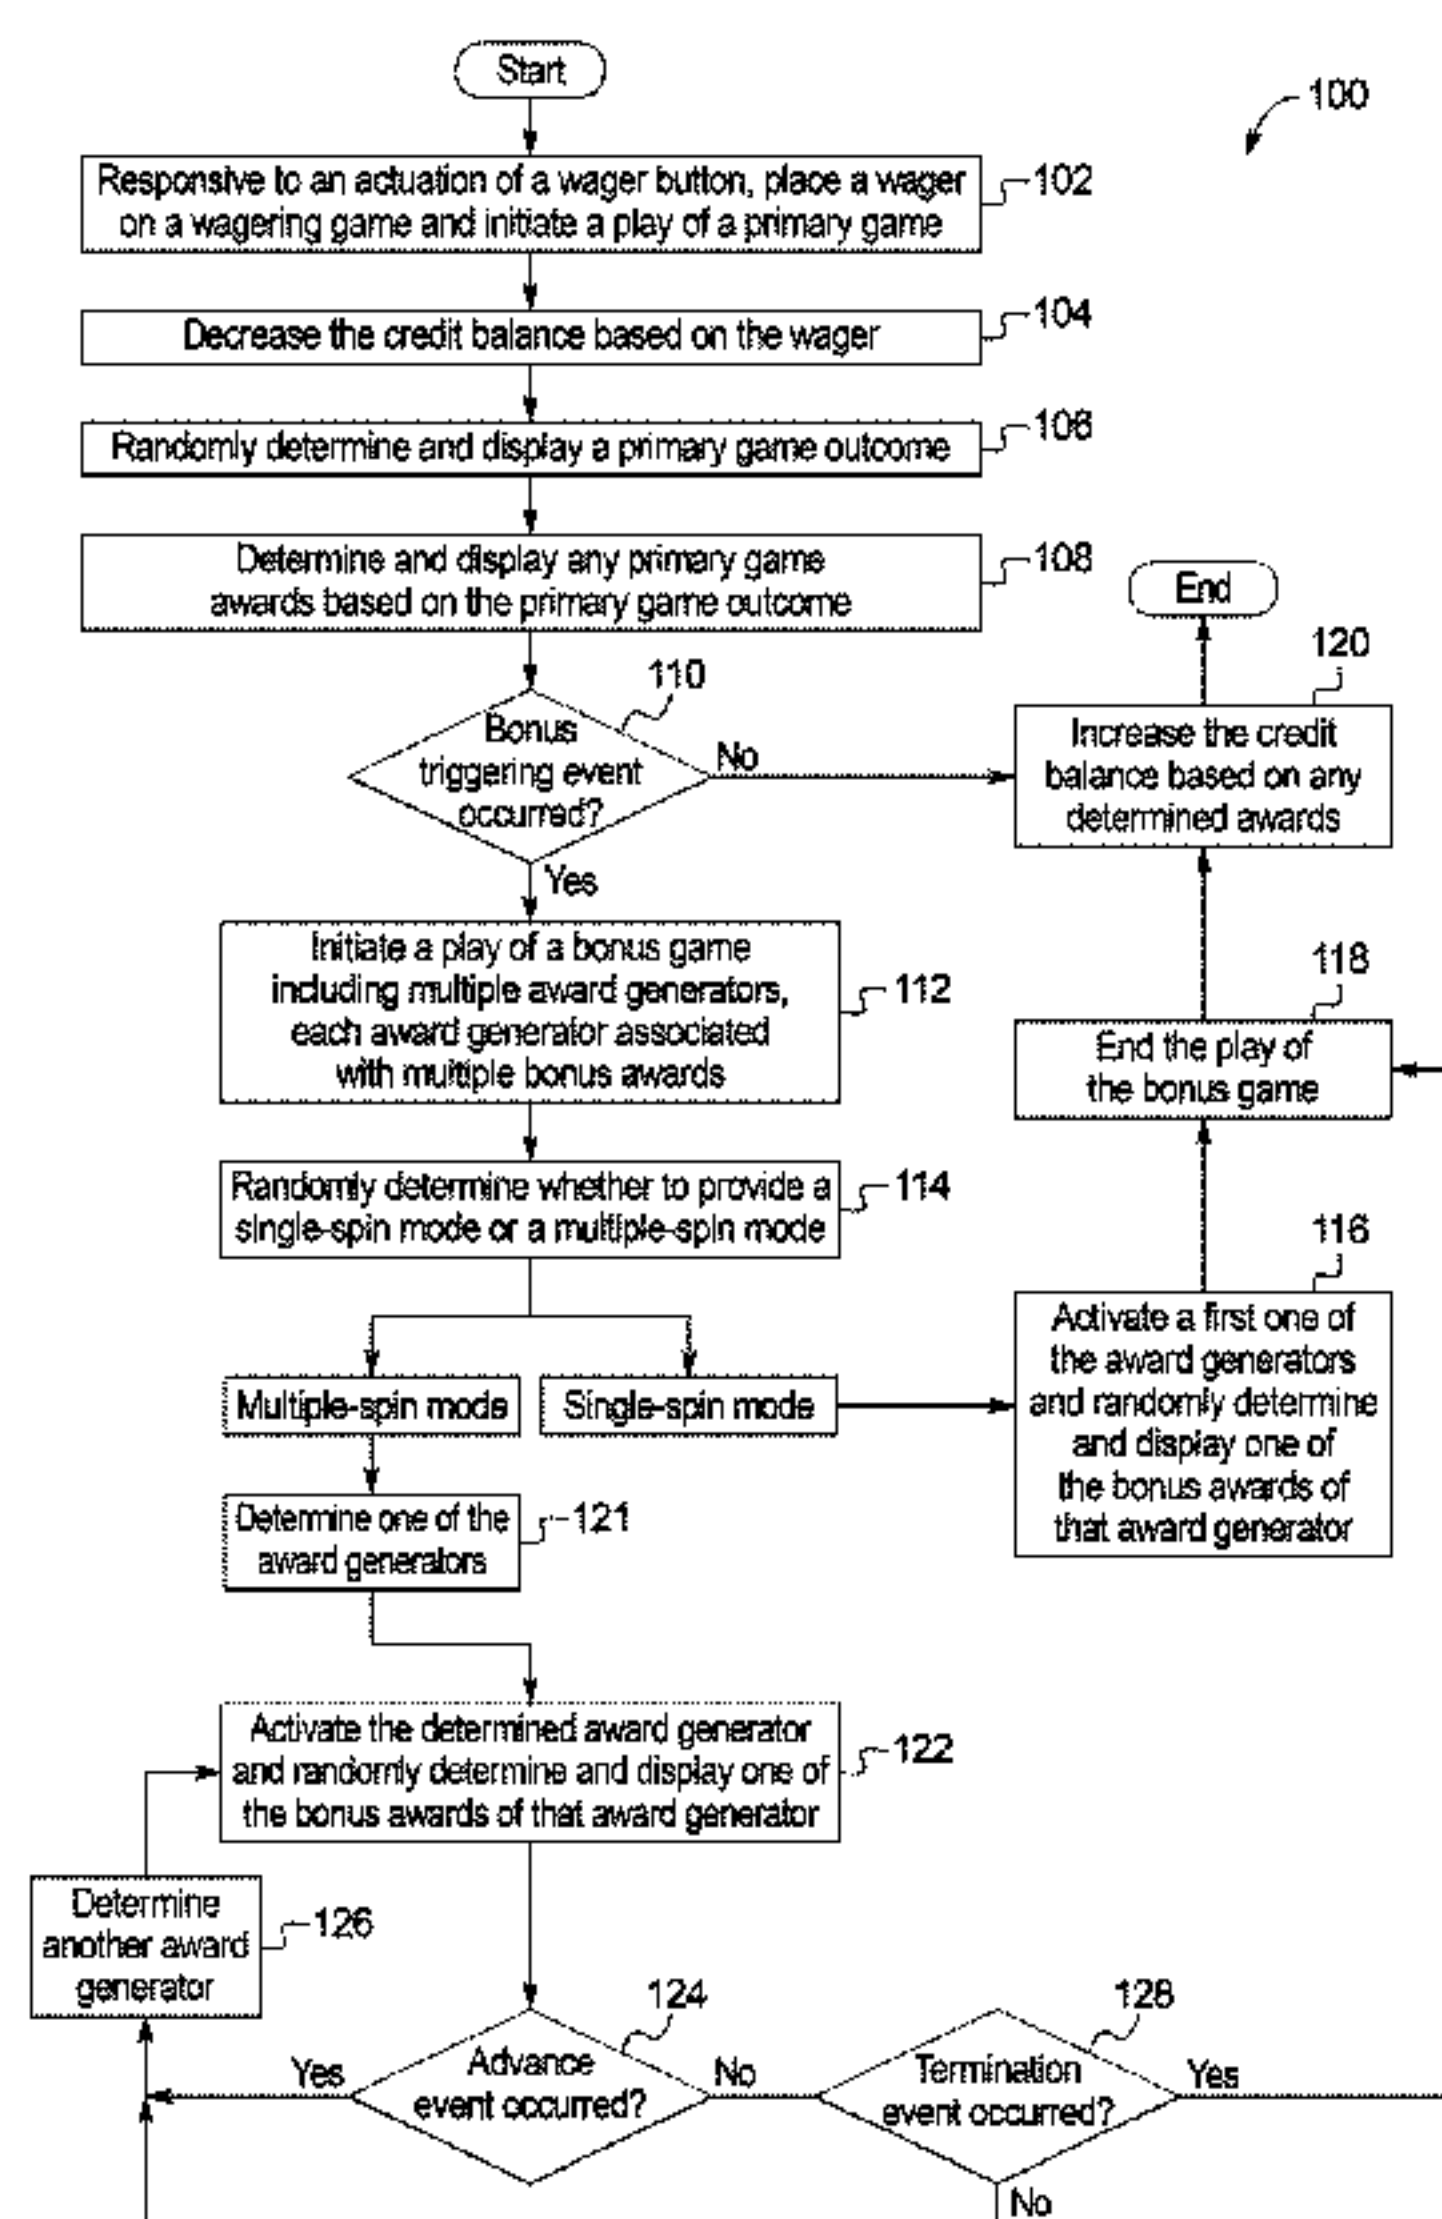 Start
100
Responsive to an actuation of a wager button, place a wager
on a wagering game and initiate a play of a primary game
102
Decrease the credit balance based on the wager
104
Randomly determine and display a primary game outcome
106
Determine and display any primary game
awards based on the primary game outcome
108
End
110
Bonus
triggering event
occurred?
No
120
Increase the credit
balance based on any
determined awards
Yes
Initiate a play of a bonus game
including multiple award generators,
each award generator associated
with multiple bonus awards
112
118
End the play of
the bonus game
Randomly determine whether to provide a
single-spin mode or a multiple-spin mode
114
116
Activate a first one of
the award generators
and randomly determine
and display one of
the bonus awards of
that award generator
Multiple-spin mode
Single-spin mode
Determine one of the
award generators
121
Activate the determined award generator
and randomly determine and display one of
the bonus awards of that award generator
122
Determine
another award
generator
126
124
Advance
event occurred?
Yes
No
128
Termination
event occurred?
Yes
No